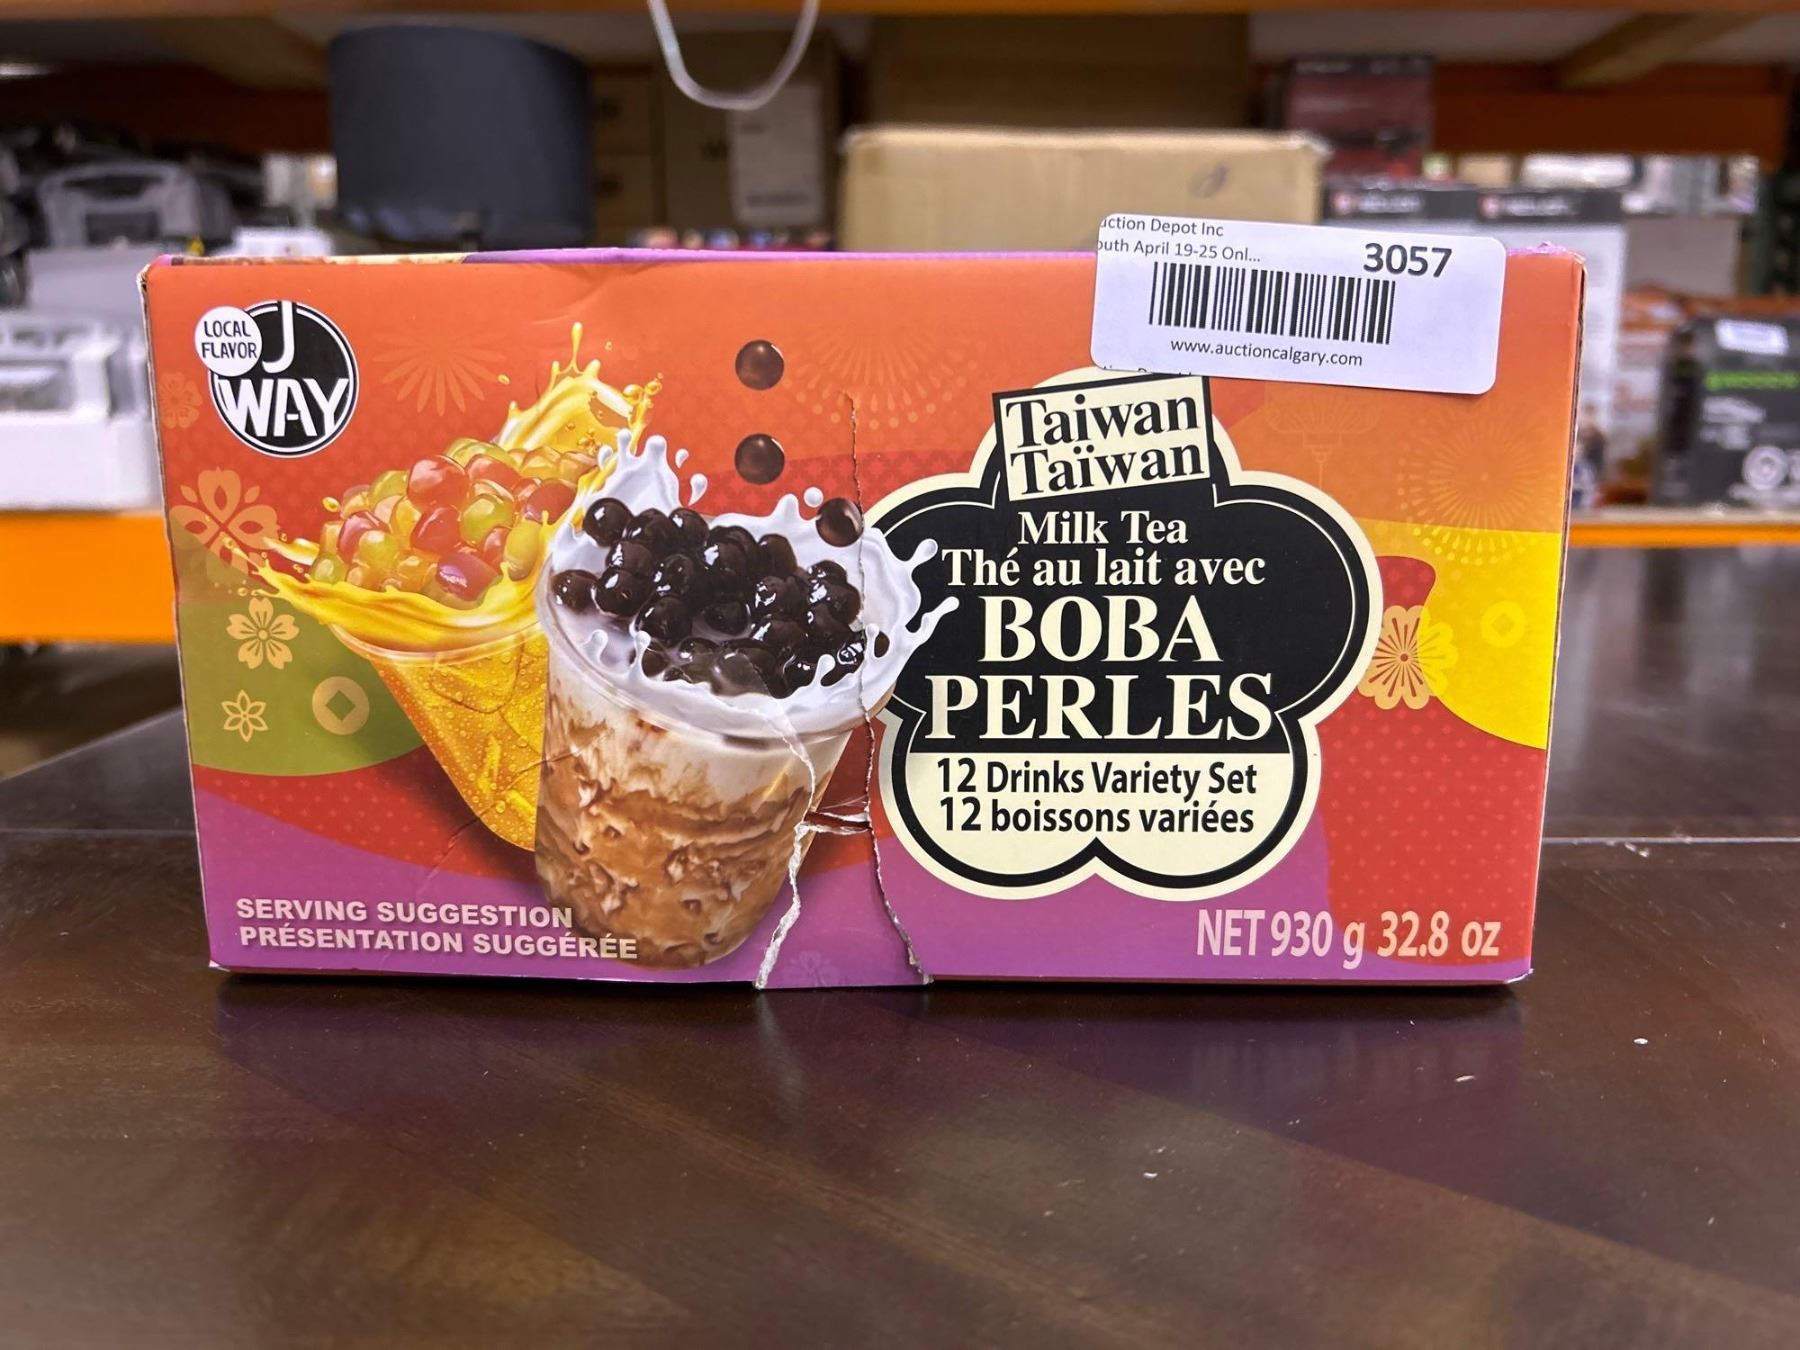 LOCAL
FLAVOR
J
WAY
ction Depot Inc
outh April 19-25 Onl...
3057
www.auctioncalgary.com
Taiwan
Taïwan
Milk Tea
Thé au lait avec
BOBA
PERLES
12 Drinks Variety Set
12 boissons variées
SERVING SUGGESTION
PRÉSENTATION SUGGÉRÉE
NET 930 g 32.8 oz